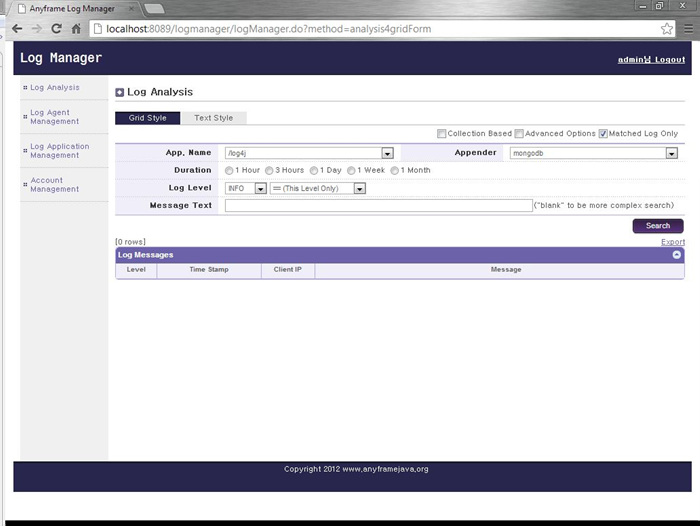 Anyframe Log Manager
localhost:8089/logmanager/logManager.do?method=analysis4gridForm
Log Manager
admin님 Logout
Log Analysis
Log Agent
Management
Log Application
Management
Account
Management
Log Analysis
Grid Style Text Style
Collection Based Advanced Options Matched Log Only
App. Name /log4j Appender mongodb
Duration 1 Hour 3 Hours 1 Day 1 Week 1 Month
Log Level INFO == (This Level Only)
Message Text ("blank" to be more complex search)
Search
[0 rows] Export
Log Messages
Level Time Stamp Client IP Message
Copyright 2012 www.anyframejava.org